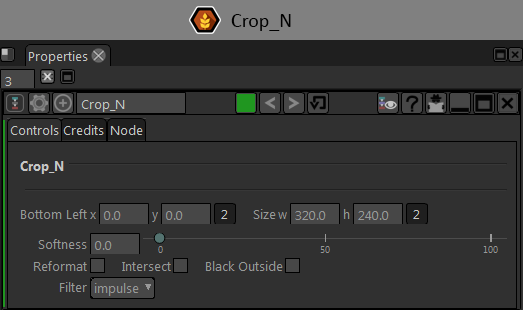 Crop_N
Properties
3
Crop_N
Controls Credits Node
Crop_N
Bottom Left x 0.0 y 0.0 2 Size w 320.0 h 240.0 2
Softness 0.0 0 50 100
Reformat Intersect Black Outside
Filter impulse